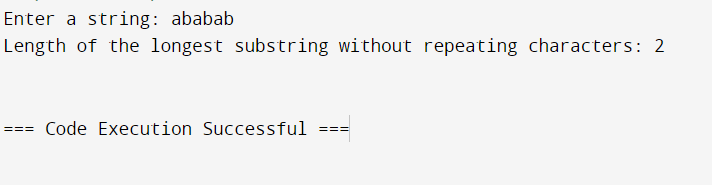 Enter a string: ababab
Length of the longest substring without repeating characters: 2
=== Code Execution Successful ===